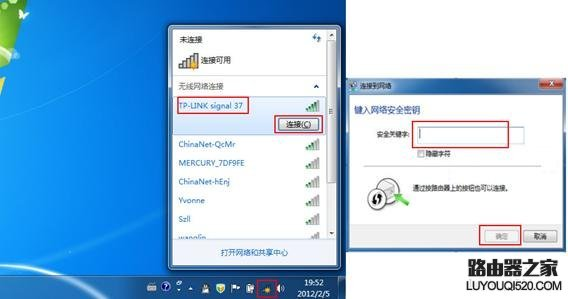 未连接
连接可用
无线网络连接
TP-LINK signal 37
连接(C)
ChinaNet-QcMr
MERCURY_7DF9FE
ChinaNet-hEnj
Yvonne
Szll
打开网络和共享中心
19:52
2012/2/5
连接到网络
键入网络安全密钥
安全关键字:
隐藏字符
通过按路由器上的按钮也可以连接。
确定
取消
路由器之家
LUYOUQI520.COM